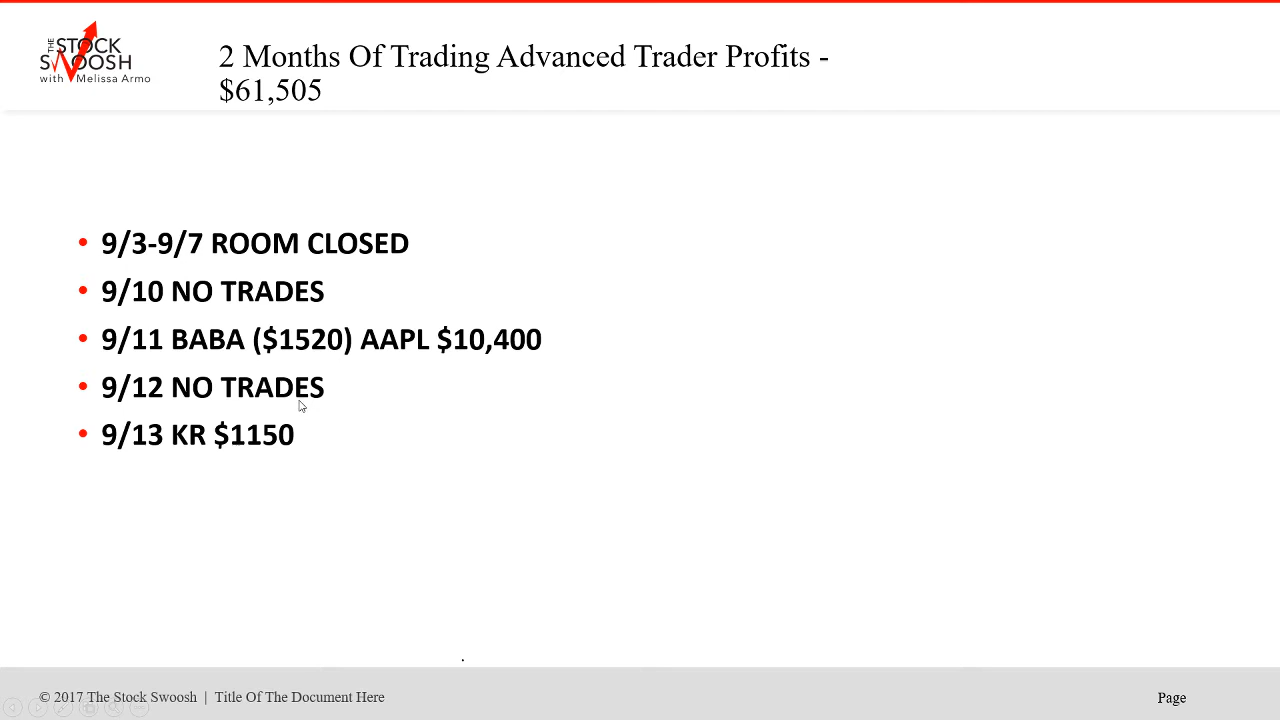 THE
STOCK
SWOOSH
with Melissa Armo
2 Months Of Trading Advanced Trader Profits -
$61,505
• 9/3-9/7 ROOM CLOSED
• 9/10 NO TRADES
• 9/11 BABA ($1520) AAPL $10,400
• 9/12 NO TRADES
• 9/13 KR $1150
.
© 2017 The Stock Swoosh | Title Of The Document Here
Page